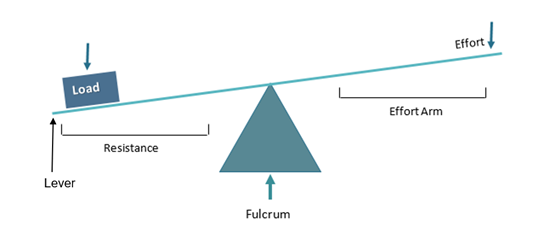 Effort
Load
Effort Arm
Resistance
Lever
Fulcrum